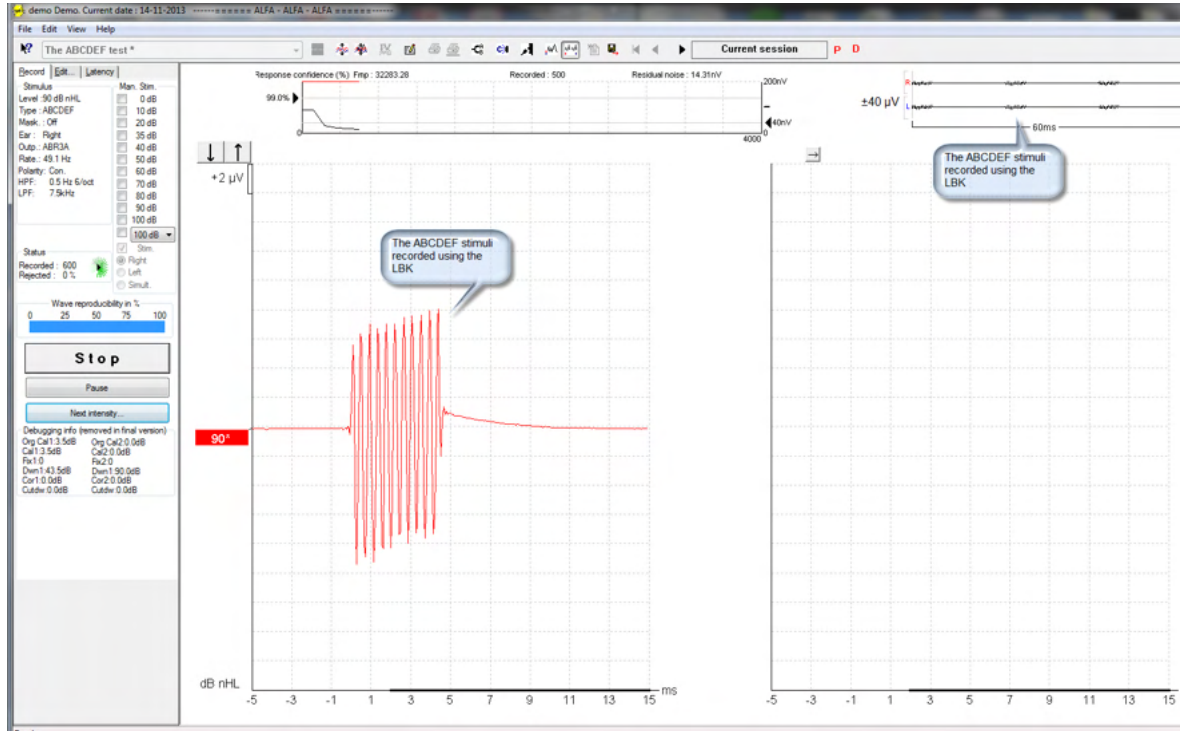 demo Demo. Current date : 14-11-2013 ------====== ALFA - ALFA - ALFA ======------
File Edit View Help
The ABCDEF test *
Current session
P D
Record Edit... Latency
Stimulus
Level :90 dB nHL
Type : ABCDEF
Mask. : Off
Ear : Right
Outp.: ABR3A
Rate.: 49.1 Hz
Polarity: Con.
HPF: 0.5 Hz 6/oct
LPF: 7.5kHz
Man. Stim.
0 dB
10 dB
20 dB
35 dB
40 dB
50 dB
60 dB
70 dB
80 dB
90 dB
100 dB
100 dB
Stim.
Right
Left
Simult.
Status
Recorded : 600
Rejected : 0 %
Wave reproducibility in %
0 25 50 75 100
Stop
Pause
Next intensity...
Debugging info (removed in final version)
Org Cal1:3.5dB Org Cal2:0.0dB
Cal1:3.5dB Cal2:0.0dB
Fix1:0 Fix2:0
Dwn1:43.5dB Dwn1:90.0dB
Cor1:0.0dB Cor2:0.0dB
Cutdw:0.0dB Cutdw:0.0dB
Response confidence (%) Fmp : 32283.28 Recorded : 500 Residual noise : 14.31nV
99.0%
0
200nV
40nV
0
4000
±40 µV
R
L
60ms
The ABCDEF stimuli
recorded using the
LBK
+2 µV
The ABCDEF stimuli
recorded using the
LBK
90*
dB nHL
-5 -3 -1 1 3 5 7 9 11 13 15 ms
-5 -3 -1 1 3 5 7 9 11 13 15